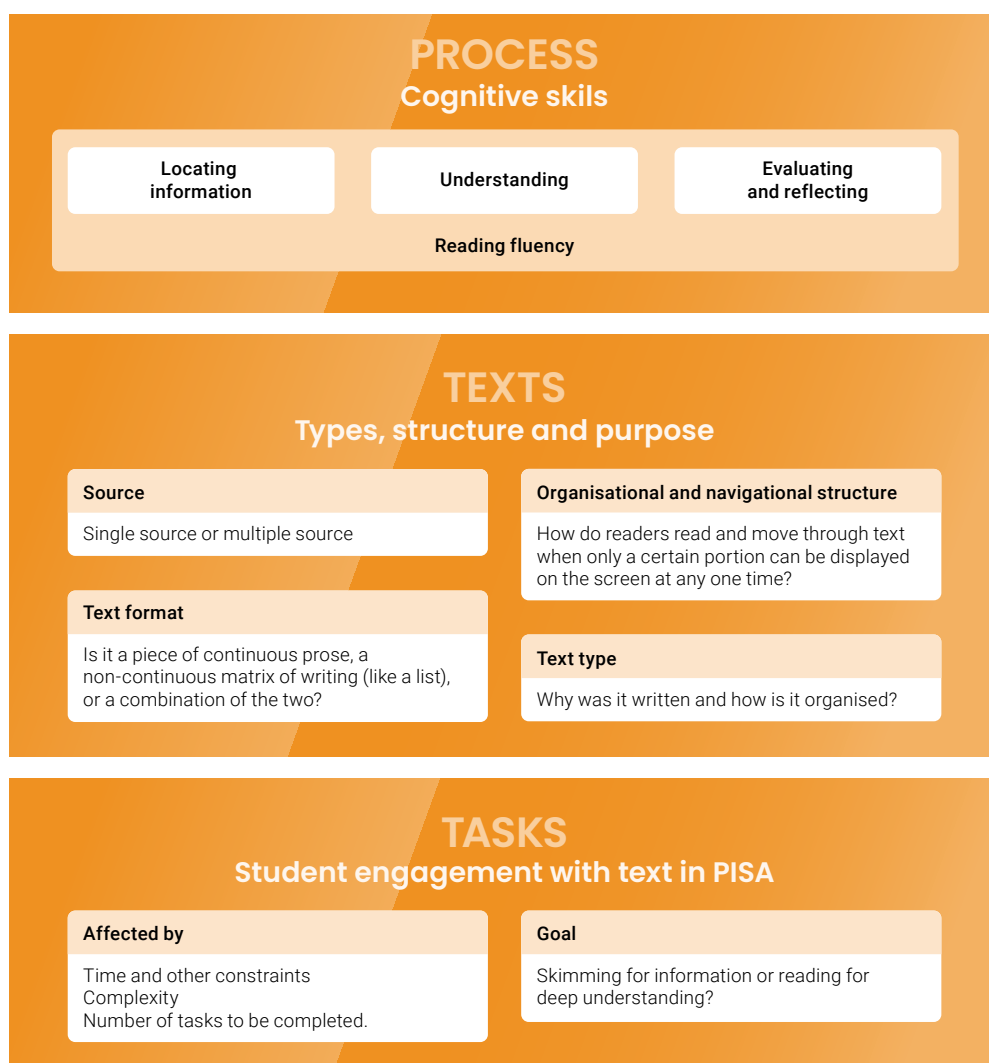 PROCESS
Cognitive skils
Locating
information
Understanding
Evaluating
and reflecting
Reading fluency
TEXTS
Types, structure and purpose
Source
Single source or multiple source
Text format
Is it a piece of continuous prose, a
non-continuous matrix of writing (like a list),
or a combination of the two?
Organisational and navigational structure
How do readers read and move through text
when only a certain portion can be displayed
on the screen at any one time?
Text type
Why was it written and how is it organised?
TASKS
Student engagement with text in PISA
Affected by
Time and other constraints
Complexity
Number of tasks to be completed.
Goal
Skimming for information or reading for
deep understanding?